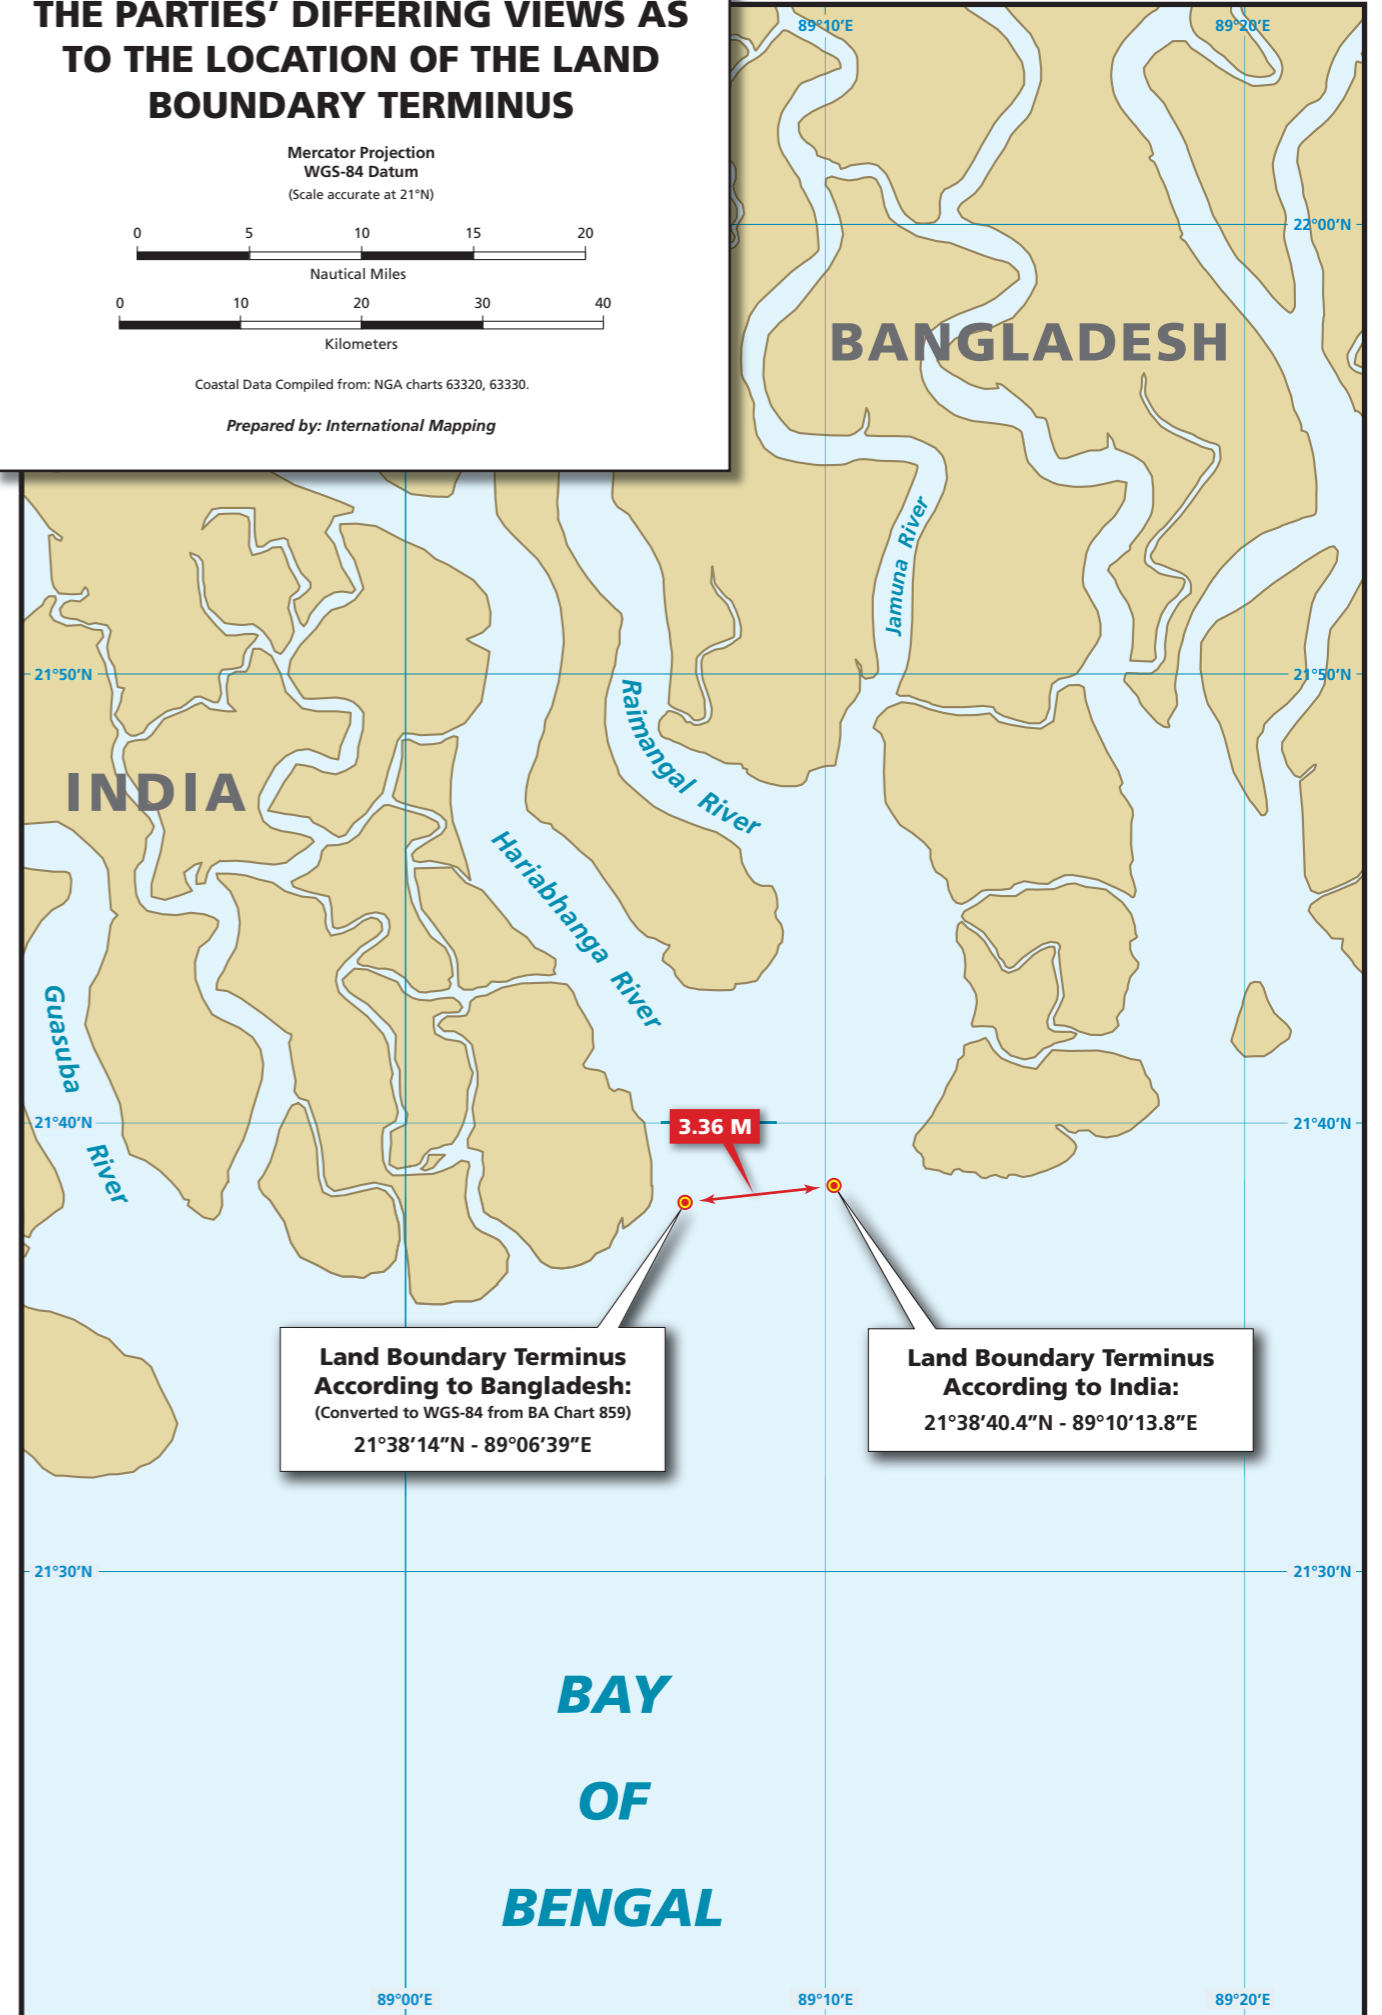 THE PARTIES’ DIFFERING VIEWS AS
TO THE LOCATION OF THE LAND
BOUNDARY TERMINUS
Mercator Projection
WGS-84 Datum
(Scale accurate at 21°N)
0 5 10 15 20
Nautical Miles
0 10 20 30 40
Kilometers
Coastal Data Compiled from: NGA charts 63320, 63330.
Prepared by: International Mapping
89°10’E
89°20’E
22°00’N
BANGLADESH
Jamuna River
21°50’N
21°50’N
Raimangal River
INDIA
Hariabhanga River
Guasuba River
21°40’N
3.36 M
21°40’N
Land Boundary Terminus
According to Bangladesh:
(Converted to WGS-84 from BA Chart 859)
21°38’14”N - 89°06’39”E
Land Boundary Terminus
According to India:
21°38’40.4”N - 89°10’13.8”E
21°30’N
21°30’N
BAY
OF
BENGAL
89°00’E
89°10’E
89°20’E